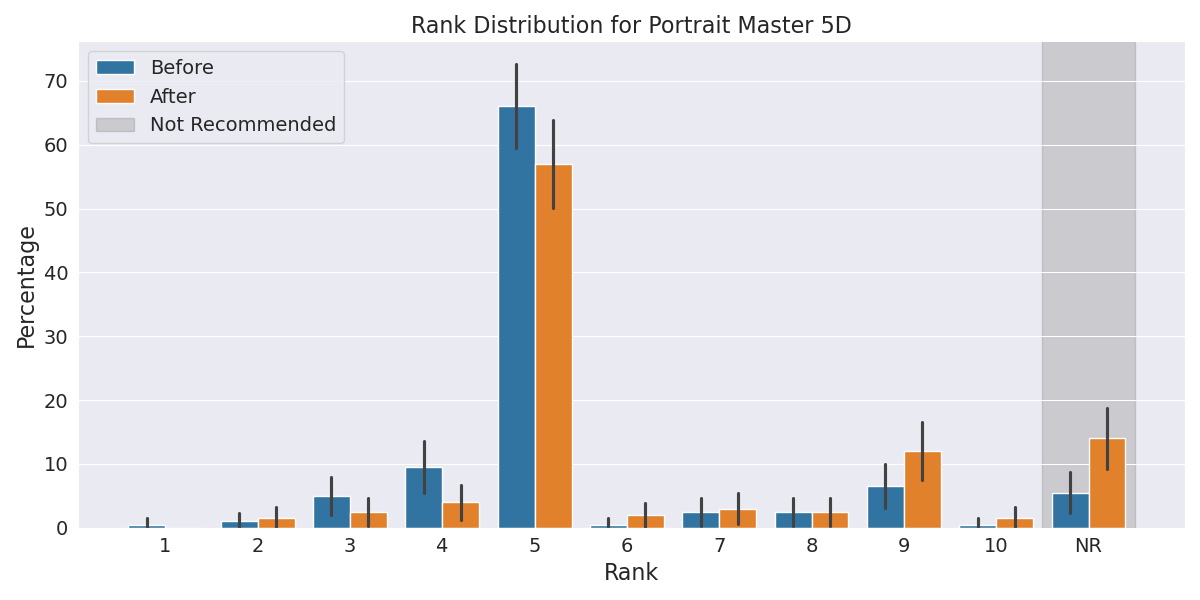 Rank Distribution for Portrait Master 5D
Before
After
Not Recommended
Percentage
70
60
50
40
30
20
10
0
1 2 3 4 5 6 7 8 9 10 NR
Rank